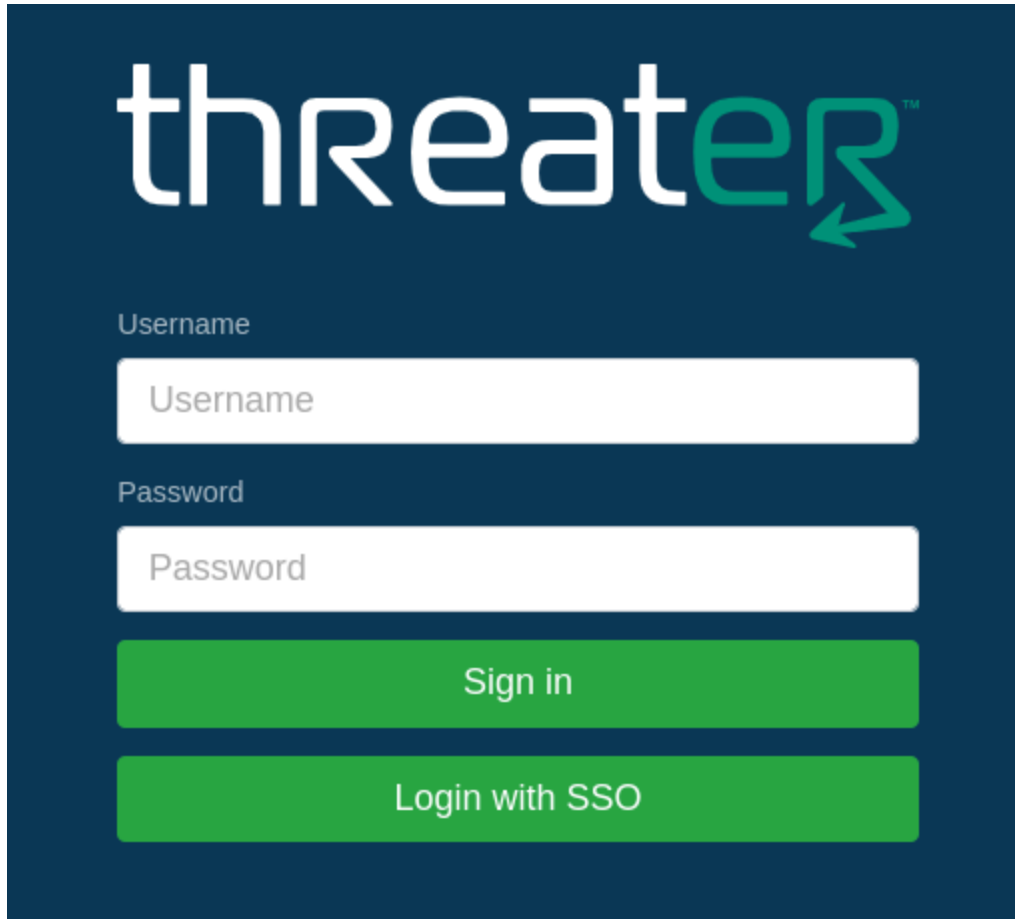 threater™
Username
Username
Password
Password
Sign in
Login with SSO